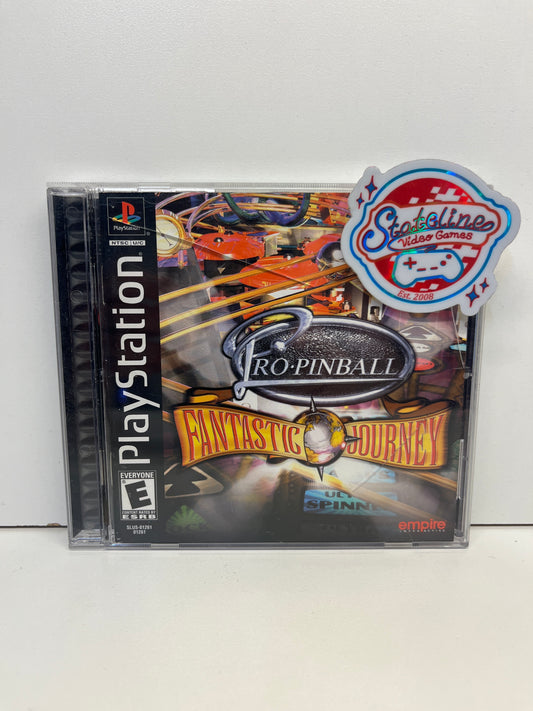 PlayStation
NTSC U/C
PlayStation
Stateline
Video Games
Est. 2008
PRO·PINBALL
FANTASTIC JOURNEY
EVERYONE
E
CONTENT RATED BY
ESRB
SLUS-01261
01261
SPINN
empire